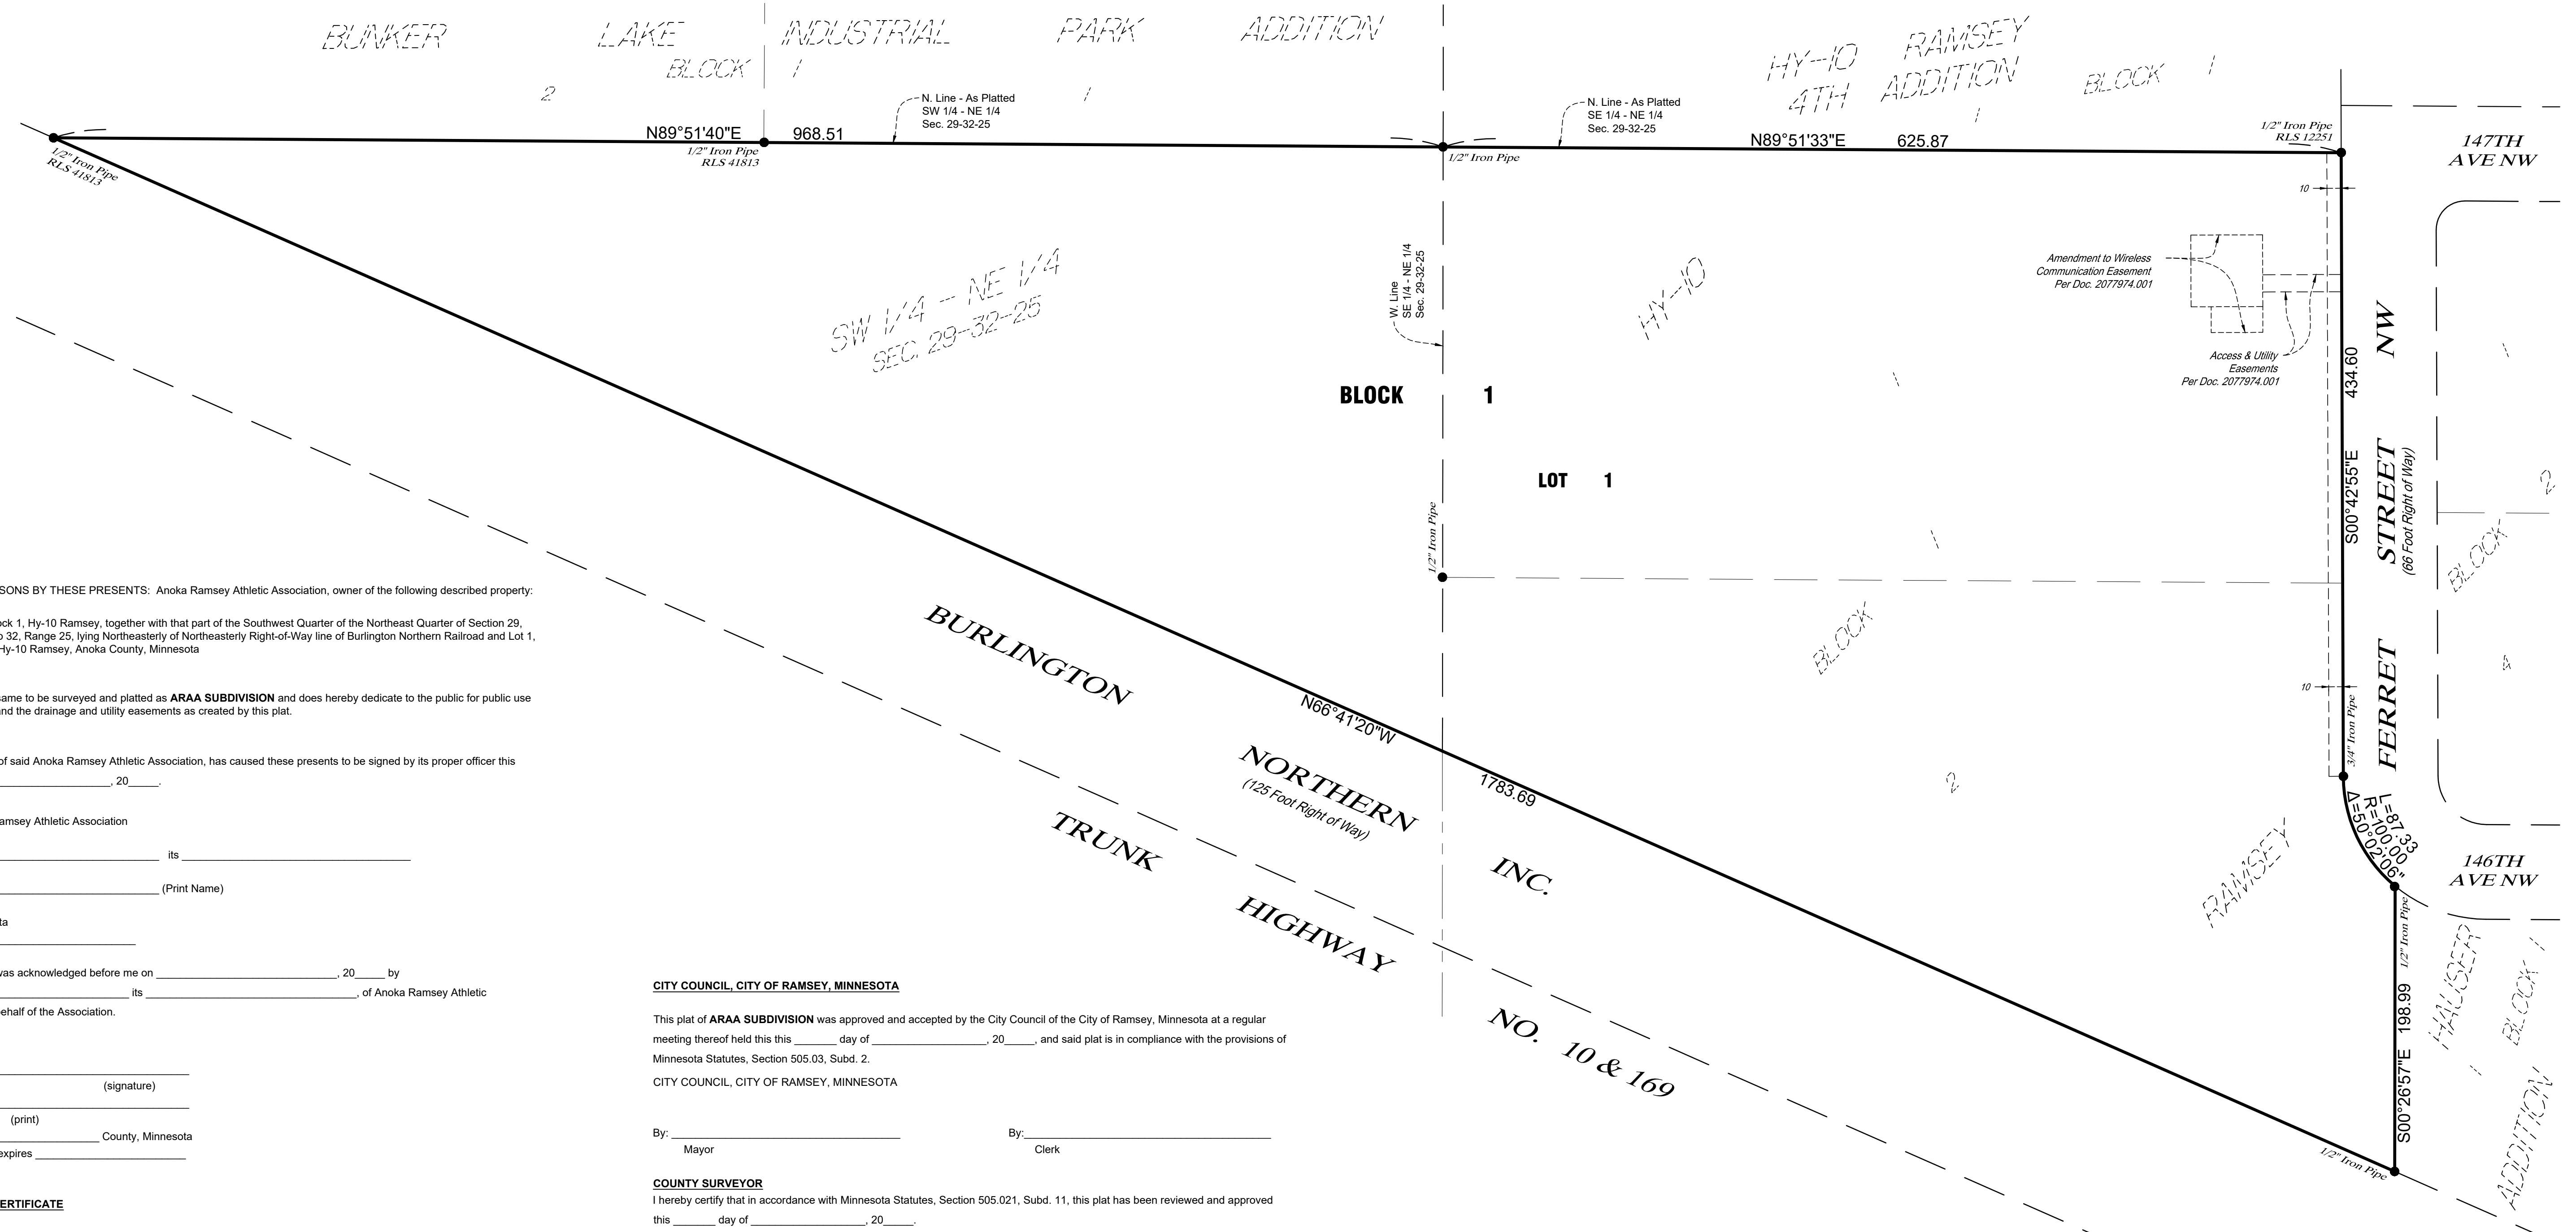 BUNKER LAKE INDUSTRIAL PARK ADDITION
BLOCK 1
2
1
HY-10 RAMSEY
4TH ADDITION
BLOCK 1
1
N. Line - As Platted
SW 1/4 - NE 1/4
Sec. 29-32-25
N. Line - As Platted
SE 1/4 - NE 1/4
Sec. 29-32-25
N89°51'40"E 968.51
N89°51'33"E 625.87
1/2" Iron Pipe
RLS 41813
1/2" Iron Pipe
RLS 41813
1/2" Iron Pipe
1/2" Iron Pipe
RLS 12251
147TH
AVE NW
10
SW 1/4 - NE 1/4
SEC. 29-32-25
W. Line
SE 1/4 - NE 1/4
Sec. 29-32-25
HY-10
Amendment to Wireless
Communication Easement
Per Doc. 2077974.001
Access & Utility
Easements
Per Doc. 2077974.001
434.60
S00°42'55"E
FERRET STREET NW
(66 Foot Right of Way)
1
2
BLOCK
4
BLOCK 1
LOT 1
1/2" Iron Pipe
1
1
BLOCK
2
RAMSEY
10
3/4" Iron Pipe
L=87.33
R=100.00
Δ=50°02'06"
146TH
AVE NW
1/2" Iron Pipe
198.99
S00°26'57"E
1/2" Iron Pipe
HAUSER
BLOCK 1
1
ADDITION
N66°41'20"W
1783.69
BURLINGTON NORTHERN INC.
(125 Foot Right of Way)
TRUNK HIGHWAY NO. 10 & 169
SONS BY THESE PRESENTS: Anoka Ramsey Athletic Association, owner of the following described property:
ock 1, Hy-10 Ramsey, together with that part of the Southwest Quarter of the Northeast Quarter of Section 29,
p 32, Range 25, lying Northeasterly of Northeasterly Right-of-Way line of Burlington Northern Railroad and Lot 1,
Hy-10 Ramsey, Anoka County, Minnesota
same to be surveyed and platted as ARAA SUBDIVISION and does hereby dedicate to the public for public use
and the drainage and utility easements as created by this plat.
of said Anoka Ramsey Athletic Association, has caused these presents to be signed by its proper officer this
, 20_____.
amsey Athletic Association
its
(Print Name)
ta
was acknowledged before me on ______________________________, 20_____ by
its ___________________________________, of Anoka Ramsey Athletic
ehalf of the Association.
(signature)
(print)
County, Minnesota
expires
ERTIFICATE
CITY COUNCIL, CITY OF RAMSEY, MINNESOTA
This plat of ARAA SUBDIVISION was approved and accepted by the City Council of the City of Ramsey, Minnesota at a regular
meeting thereof held this this _______ day of ___________________, 20_____, and said plat is in compliance with the provisions of
Minnesota Statutes, Section 505.03, Subd. 2.
CITY COUNCIL, CITY OF RAMSEY, MINNESOTA
By: ______________________________________ By:_________________________________________
Mayor Clerk
COUNTY SURVEYOR
I hereby certify that in accordance with Minnesota Statutes, Section 505.021, Subd. 11, this plat has been reviewed and approved
this _______ day of ___________________, 20_____.